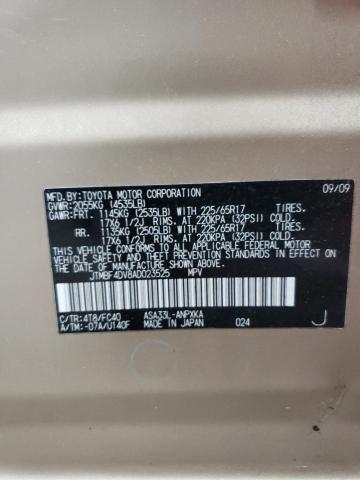 MFD.BY:TOYOTA MOTOR CORPORATION 09/09
GVWR:2055KG (4535LB)
GAWR:FRT. 1145KG (2535LB) WITH 225/65R17 TIRES.
17X6 1/2J RIMS, AT 220KPA (32PSI) COLD.
RR. 1135KG (2505LB) WITH 225/65R17 TIRES.
17X6 1/2J RIMS, AT 220KPA (32PSI) COLD.
THIS VEHICLE CONFORMS TO ALL APPLICABLE
FEDERAL MOTOR VEHICLE SAFETY AND THEFT
PREVENTION STANDARDS IN EFFECT ON THE DATE
OF MANUFACTURE SHOWN ABOVE.
JTMBF4DV8AD023525 MPV
C/TR:4T8/FC40 ASA33L-ANPXKA
A/TM:-07A/U140F MADE IN JAPAN 024 J